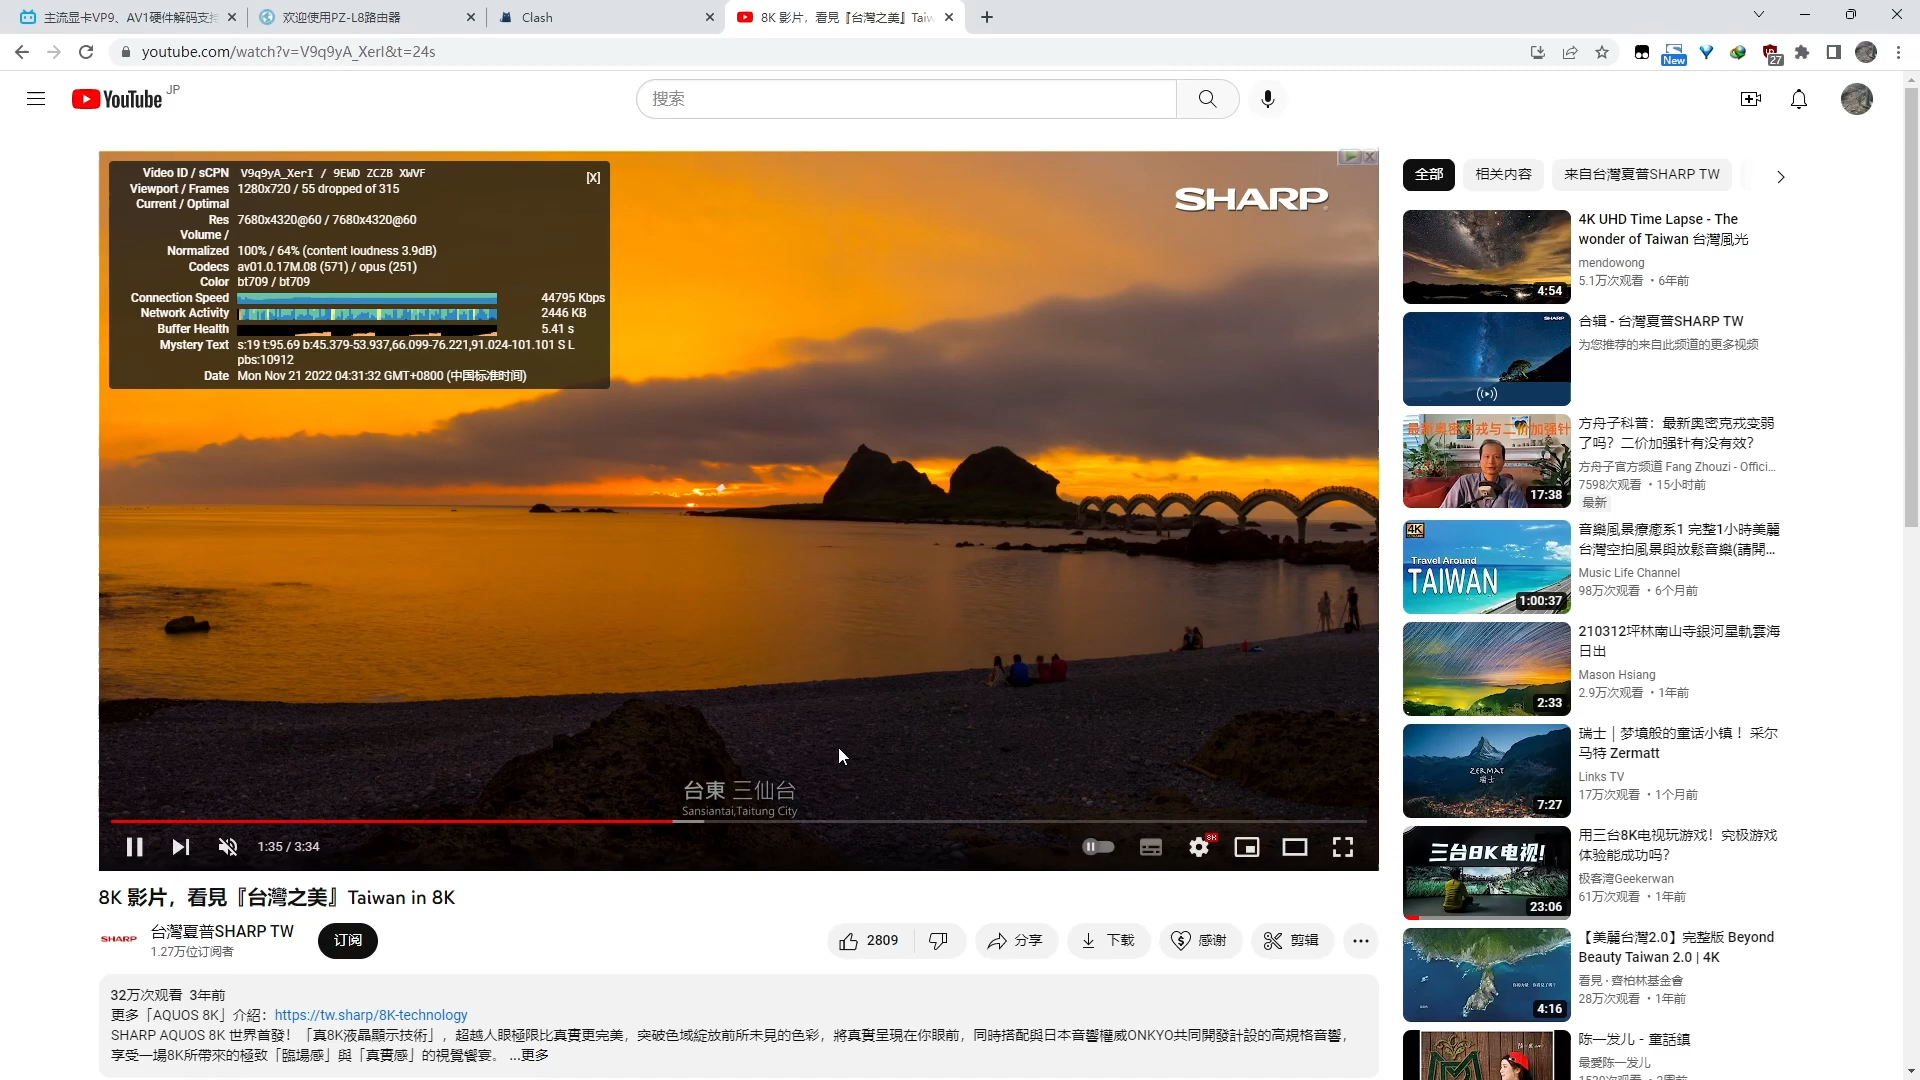 主流显卡VP9、AV1硬件解码支持
欢迎使用PZ-L8路由器
Clash
8K 影片，看見『台灣之美』Taiw
youtube.com/watch?v=V9q9yA_XerI&t=24s
New
27
YouTube JP
搜索
Video ID / sCPN V9q9yA_XerI / 9EWD ZCZB XWVF
[X]
Viewport / Frames 1280x720 / 55 dropped of 315
Current / Optimal
Res 7680x4320@60 / 7680x4320@60
Volume /
Normalized 100% / 64% (content loudness 3.9dB)
Codecs av01.0.17M.08 (571) / opus (251)
Color bt709 / bt709
Connection Speed 44795 Kbps
Network Activity 2446 KB
Buffer Health 5.41 s
Mystery Text s:19 t:95.69 b:45.379-53.937,66.099-76.221,91.024-101.101 S L
pbs:10912
Date Mon Nov 21 2022 04:31:32 GMT+0800 (中国标准时间)
SHARP
台東 三仙台
Sansiantai,Taitung City
1:35 / 3:34
8K
8K 影片，看見『台灣之美』Taiwan in 8K
SHARP
台灣夏普SHARP TW
1.27万位订阅者
订阅
2809
分享
下载
感谢
剪辑
32万次观看 3年前
更多「AQUOS 8K」介紹：https://tw.sharp/8K-technology
SHARP AQUOS 8K 世界首發！「真8K液晶顯示技術」，超越人眼極限比真實更完美，突破色域綻放前所未見的色彩，將真實呈現在你眼前，同時搭配與日本音響權威ONKYO共同開發計設的高規格音響，
享受一場8K所帶來的極致「臨場感」與「真實感」的視覺饗宴。 ...更多
全部
相关内容
来自台灣夏普SHARP TW
4K UHD Time Lapse - The
wonder of Taiwan 台灣風光
mendowong
5.1万次观看 • 6年前
4:54
SHARP
合辑 - 台灣夏普SHARP TW
为您推荐的来自此频道的更多视频
方舟子科普：最新奥密克戎变弱
了吗？二价加强针有没有效？
方舟子官方频道 Fang Zhouzi - Offici...
7598次观看 • 15小时前
最新
17:38
4K
Travel Around
TAIWAN
1:00:37
音樂風景療癒系1 完整1小時美麗
台灣空拍風景與放鬆音樂(請開...
Music Life Channel
98万次观看 • 6个月前
210312坪林南山寺銀河星軌雲海
日出
Mason Hsiang
2.9万次观看 • 1年前
2:33
ZERMAT
瑞士
7:27
瑞士｜梦境般的童话小镇！采尔
马特 Zermatt
Links TV
17万次观看 • 1个月前
三台8K电视!
23:06
用三台8K电视玩游戏！究极游戏
体验能成功吗？
极客湾Geekerwan
61万次观看 • 1年前
4:16
【美麗台灣2.0】完整版 Beyond
Beauty Taiwan 2.0 | 4K
看見 · 齊柏林基金會
28万次观看 • 1年前
陈一发儿 - 童話鎮
最愛陈一发儿